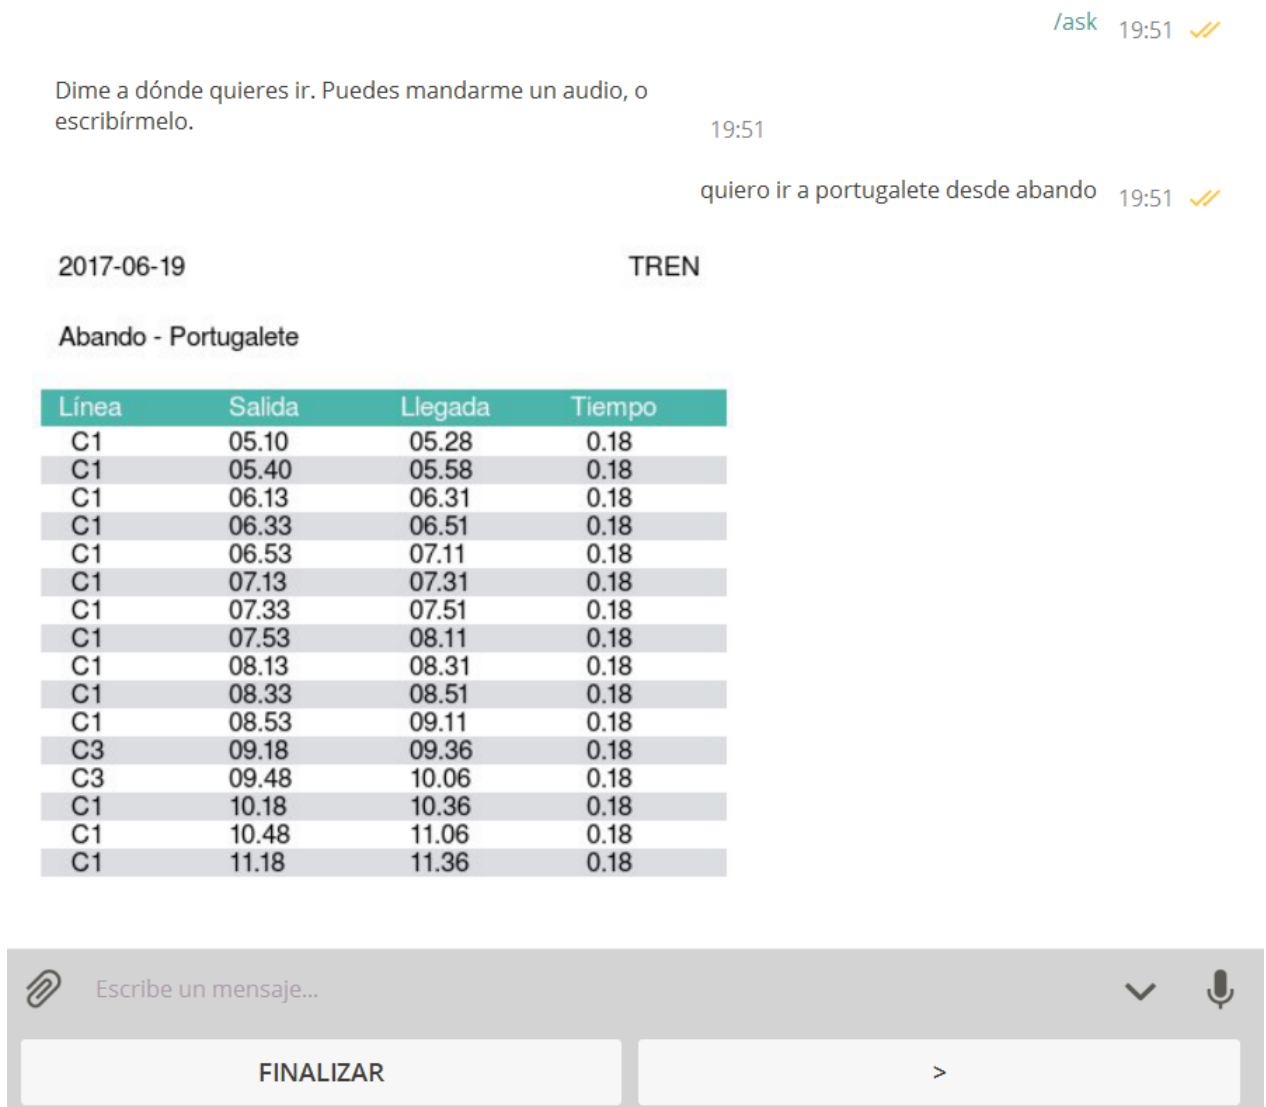 /ask 19:51
Dime a dónde quieres ir. Puedes mandarme un audio, o
escribírmelo.
19:51
quiero ir a portugalete desde abando 19:51
2017-06-19 TREN
Abando - Portugalete
Línea Salida Llegada Tiempo
C1 05.10 05.28 0.18
C1 05.40 05.58 0.18
C1 06.13 06.31 0.18
C1 06.33 06.51 0.18
C1 06.53 07.11 0.18
C1 07.13 07.31 0.18
C1 07.33 07.51 0.18
C1 07.53 08.11 0.18
C1 08.13 08.31 0.18
C1 08.33 08.51 0.18
C1 08.53 09.11 0.18
C3 09.18 09.36 0.18
C3 09.48 10.06 0.18
C1 10.18 10.36 0.18
C1 10.48 11.06 0.18
C1 11.18 11.36 0.18
Escribe un mensaje...
FINALIZAR >